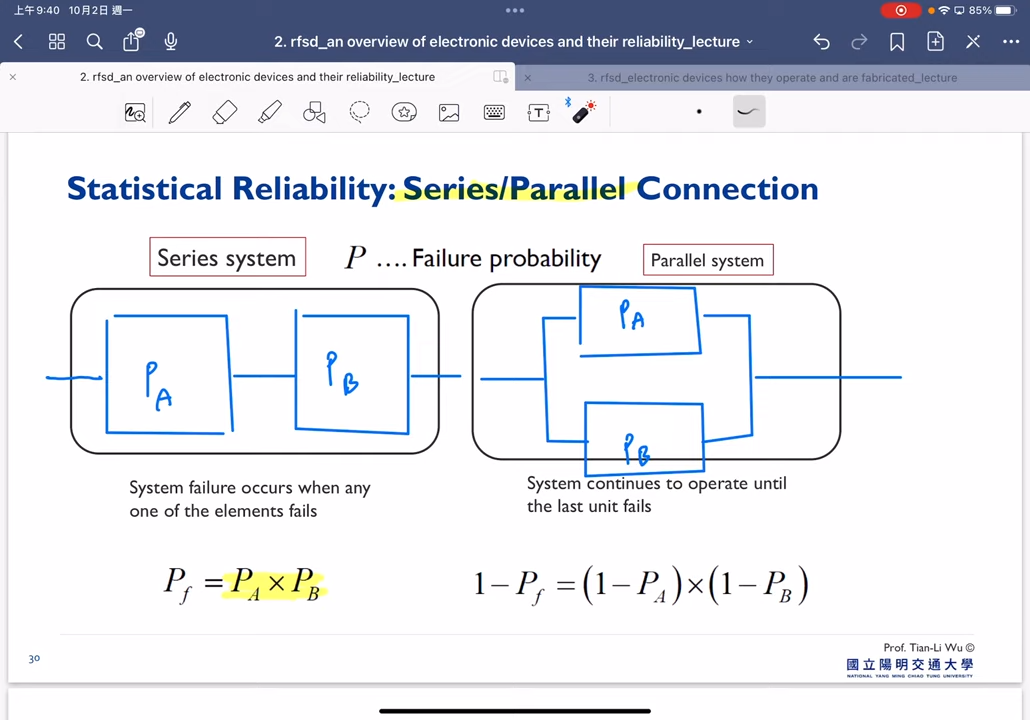 上午9:40 10月2日 週一
85%
2. rfsd_an overview of electronic devices and their reliability_lecture
2. rfsd_an overview of electronic devices and their reliability_lecture
3. rfsd_electronic devices how they operate and are fabricated_lecture
Statistical Reliability: Series/Parallel Connection
Series system
P …. Failure probability
Parallel system
P_A
P_B
P_A
P_B
System failure occurs when any
one of the elements fails
System continues to operate until
the last unit fails
P_f = P_A × P_B
1 − P_f = (1 − P_A) × (1 − P_B)
30
Prof. Tian-Li Wu ©
國立陽明交通大學
NATIONAL YANG MING CHIAO TUNG UNIVERSITY